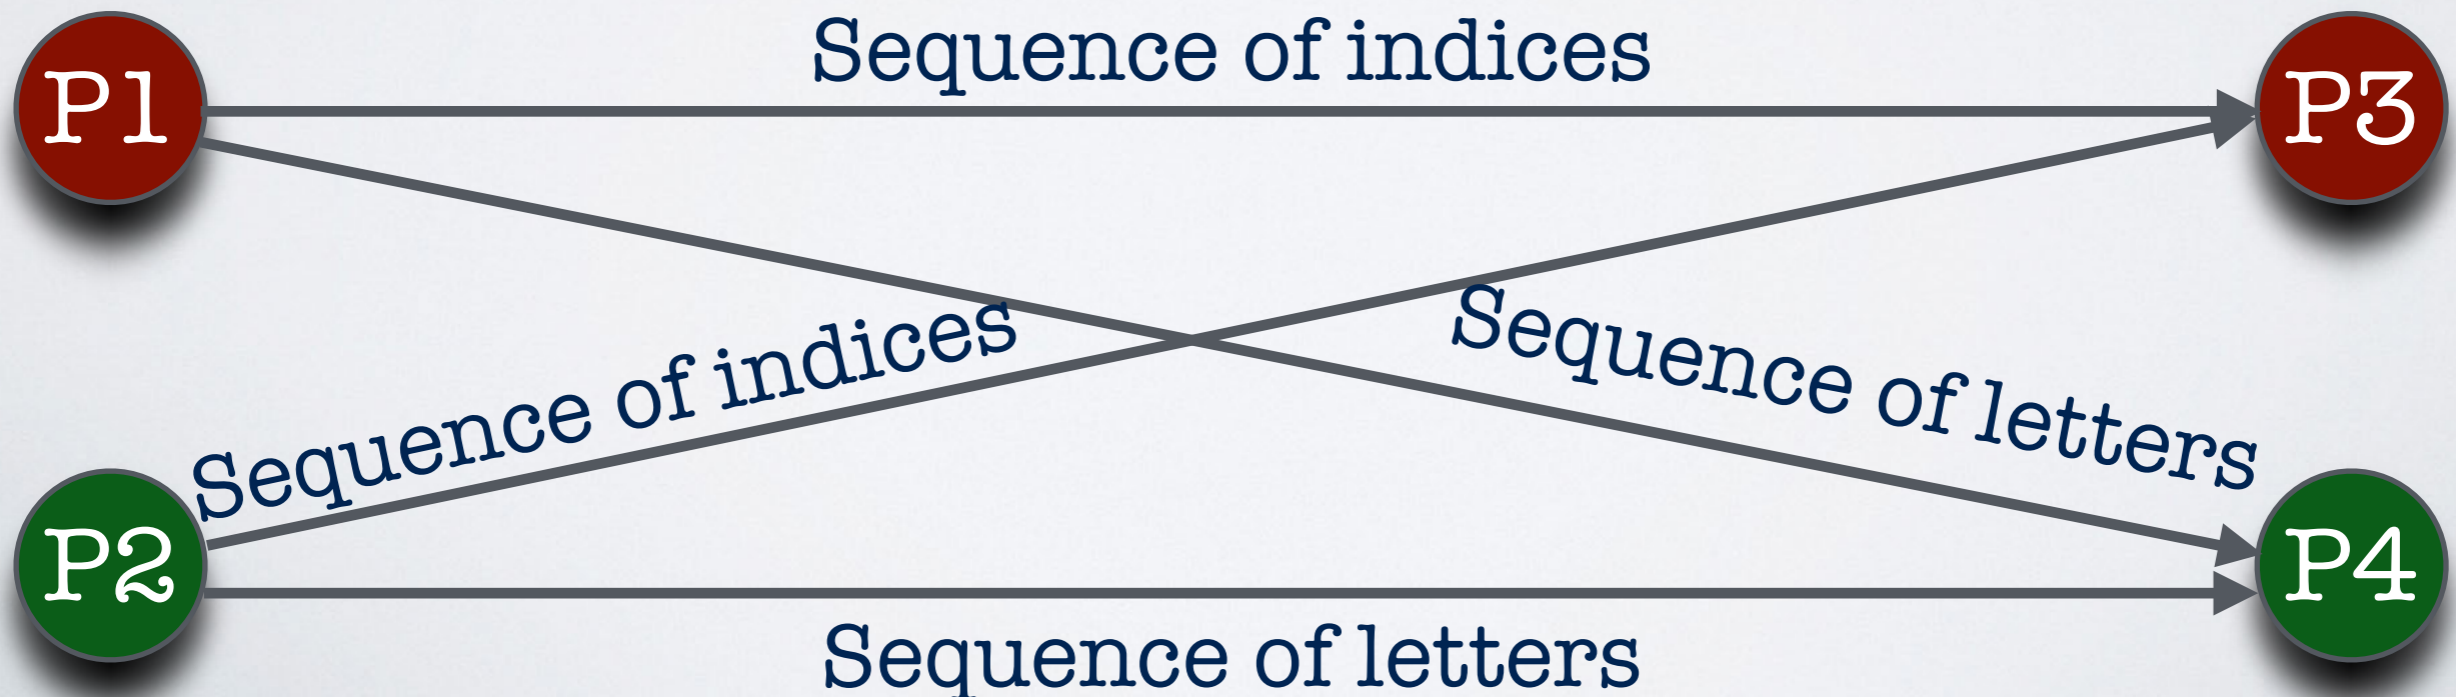 Sequence of indices
P1
P3
Sequence of indices
Sequence of letters
P2
P4
Sequence of letters